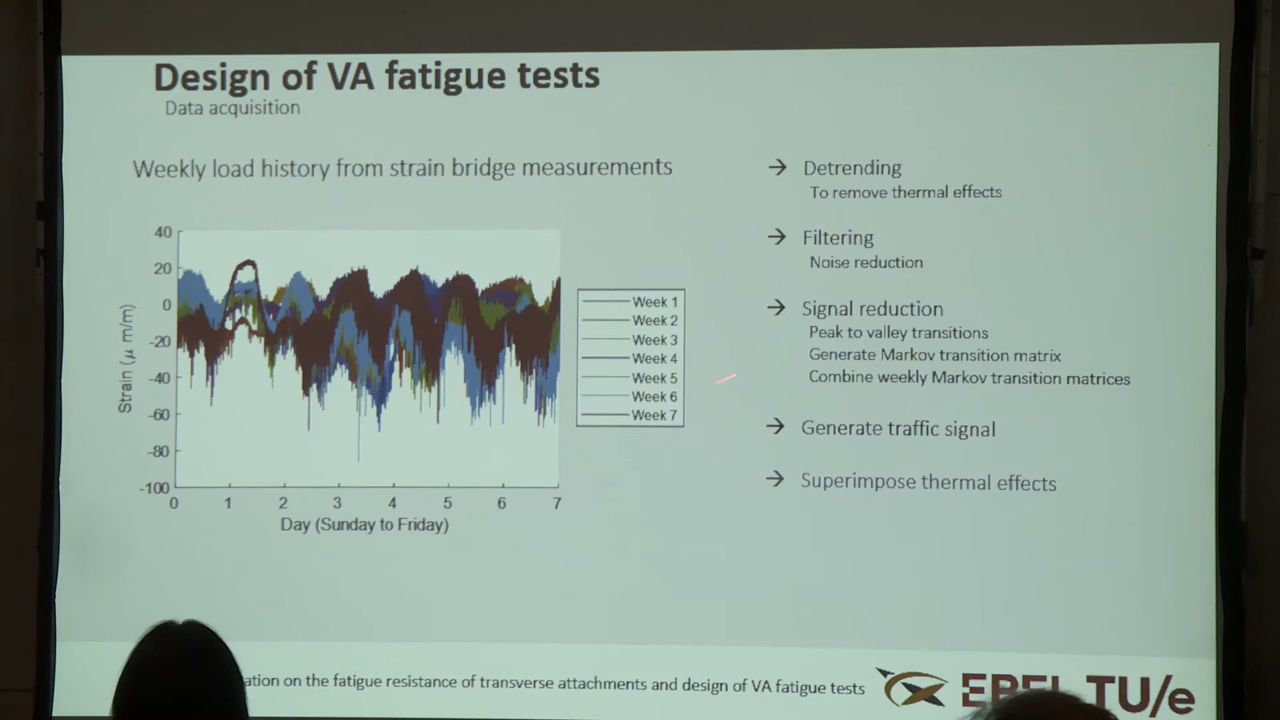 Design of VA fatigue tests
Data acquisition
Weekly load history from strain bridge measurements
40
20
0
-20
-40
-60
-80
-100
Strain (μ m/m)
0 1 2 3 4 5 6 7
Day (Sunday to Friday)
Week 1
Week 2
Week 3
Week 4
Week 5
Week 6
Week 7
→ Detrending
To remove thermal effects
→ Filtering
Noise reduction
→ Signal reduction
Peak to valley transitions
Generate Markov transition matrix
Combine weekly Markov transition matrices
→ Generate traffic signal
→ Superimpose thermal effects
ation on the fatigue resistance of transverse attachments and design of VA fatigue tests
TU/e